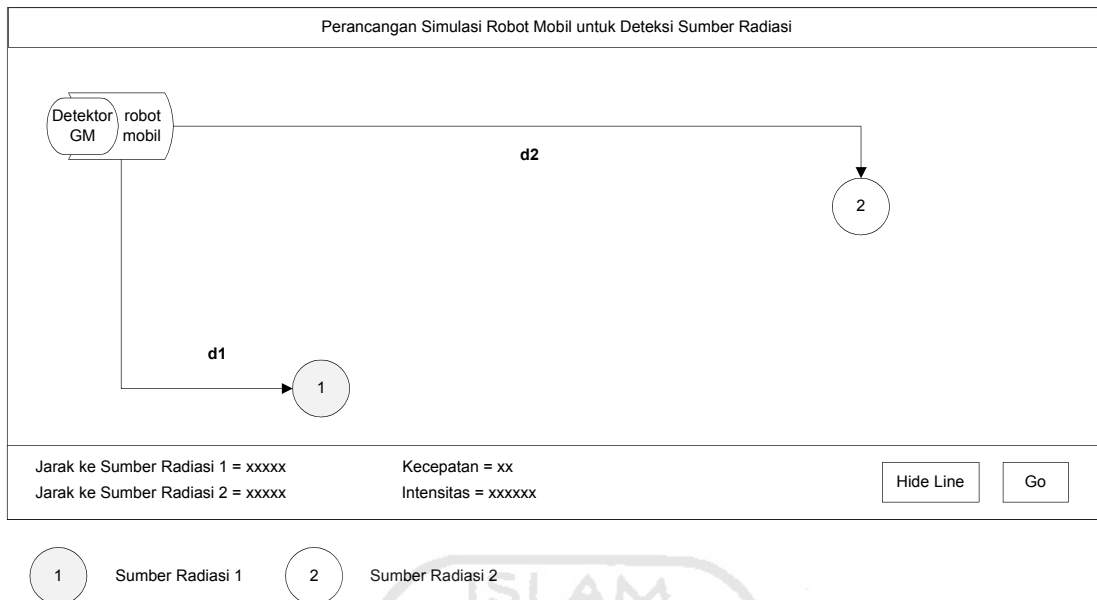 Perancangan Simulasi Robot Mobil untuk Deteksi Sumber Radiasi
Detektor GM
robot mobil
d2
2
d1
1
Jarak ke Sumber Radiasi 1 = xxxxx
Kecepatan = xx
Jarak ke Sumber Radiasi 2 = xxxxx
Intensitas = xxxxxx
Hide Line
Go
1
Sumber Radiasi 1
2
Sumber Radiasi 2
ISLAM